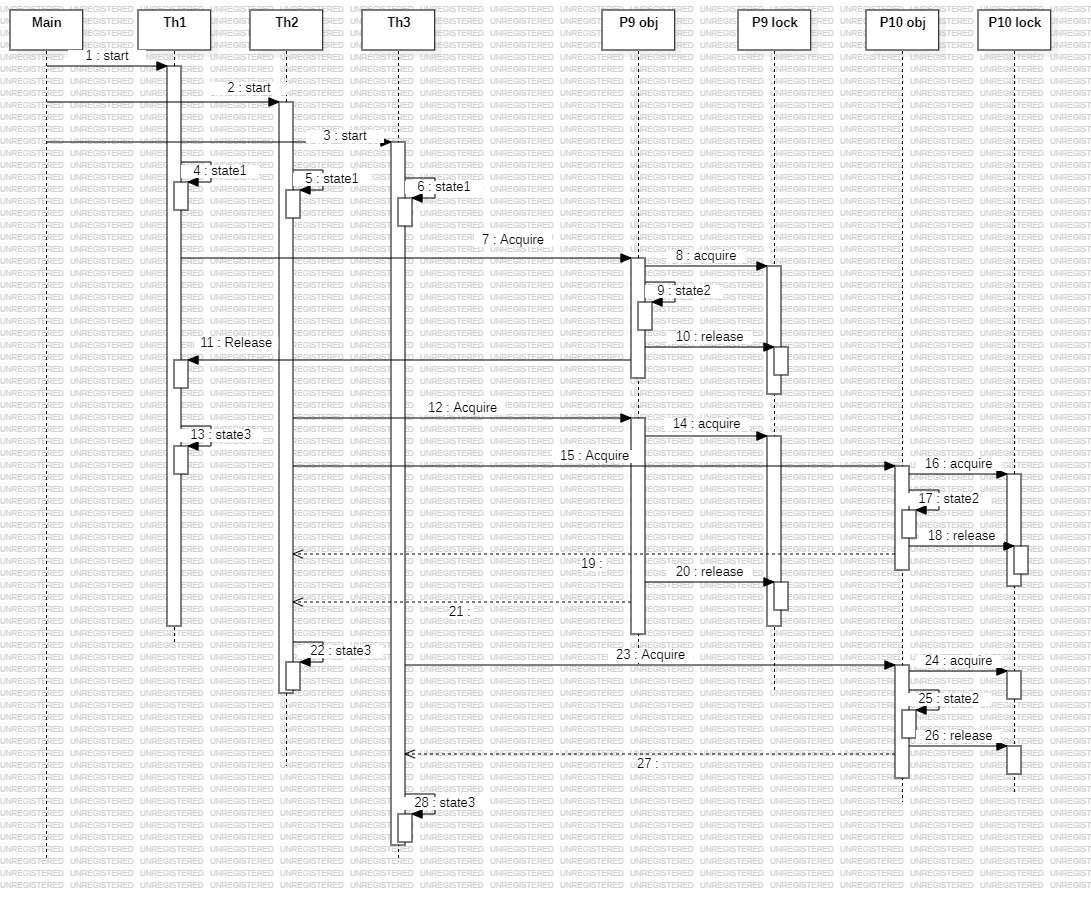 Main
Th1
Th2
Th3
P9 obj
P9 lock
P10 obj
P10 lock
1 : start
2 : start
3 : start
4 : state1
5 : state1
6 : state1
7 : Acquire
8 : acquire
9 : state2
10 : release
11 : Release
12 : Acquire
13 : state3
14 : acquire
15 : Acquire
16 : acquire
17 : state2
18 : release
19 :
20 : release
21 :
22 : state3
23 : Acquire
24 : acquire
25 : state2
26 : release
27 :
28 : state3
UNREGISTERED